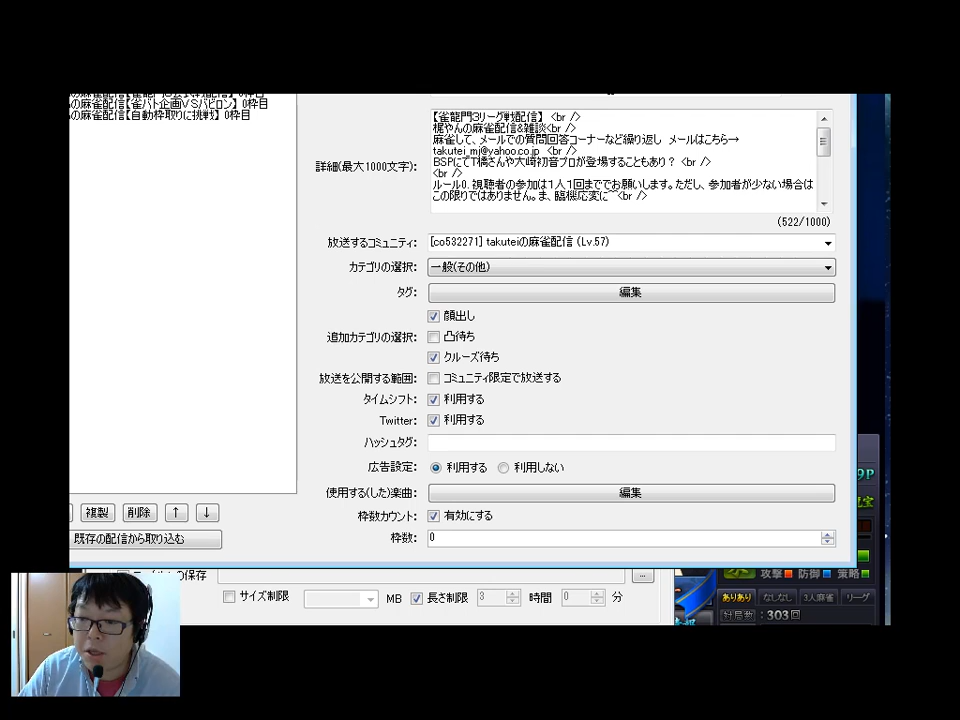 の麻雀配信【雀バト企画VSバビロン】 0枠目
の麻雀配信【自動枠取りに挑戦】 0枠目
詳細(最大1000文字):
【雀龍門3リーグ戦配信】 <br />
梶やんの麻雀配信&雑談<br />
麻雀して、メールでの質問回答コーナーなど繰り返し　メールはこちら→
takutei_mj@yahoo.co.jp <br />
BSPにてT橋さんや大崎初音プロが登場することもあり？ <br />
<br />
ルール0. 視聴者の参加は1人1回まででお願いします。ただし、参加者が少ない場合は
この限りではありません。ま、臨機応変に^^<br />
(522/1000)
放送するコミュニティ: [co532271] takuteiの麻雀配信 (Lv.57)
カテゴリの選択: 一般(その他)
タグ: 編集
顔出し
追加カテゴリの選択: 凸待ち
クルーズ待ち
放送を公開する範囲: コミュニティ限定で放送する
タイムシフト: 利用する
Twitter: 利用する
ハッシュタグ:
広告設定: 利用する 利用しない
使用する(した)楽曲: 編集
枠数カウント: 有効にする
枠数: 0
複製 削除 ↑ ↓
既存の配信から取り込む
の保存 ...
サイズ制限 MB 長さ制限 3 時間 0 分
9P
攻撃 防御 策略
ありあり なしなし 3人麻雀 リーグ
対局数 : 303回